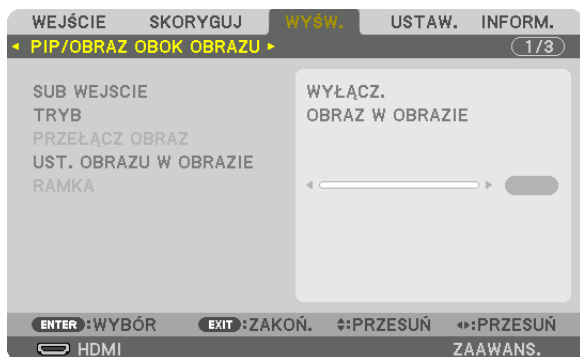 WEJŚCIE SKORYGUJ WYŚW. USTAW. INFORM.
PIP/OBRAZ OBOK OBRAZU 1/3
SUB WEJSCIE WYŁĄCZ.
TRYB OBRAZ W OBRAZIE
PRZEŁĄCZ OBRAZ
UST. OBRAZU W OBRAZIE
RAMKA
ENTER :WYBÓR EXIT :ZAKOŃ. :PRZESUŃ :PRZESUŃ
HDMI ZAAWANS.